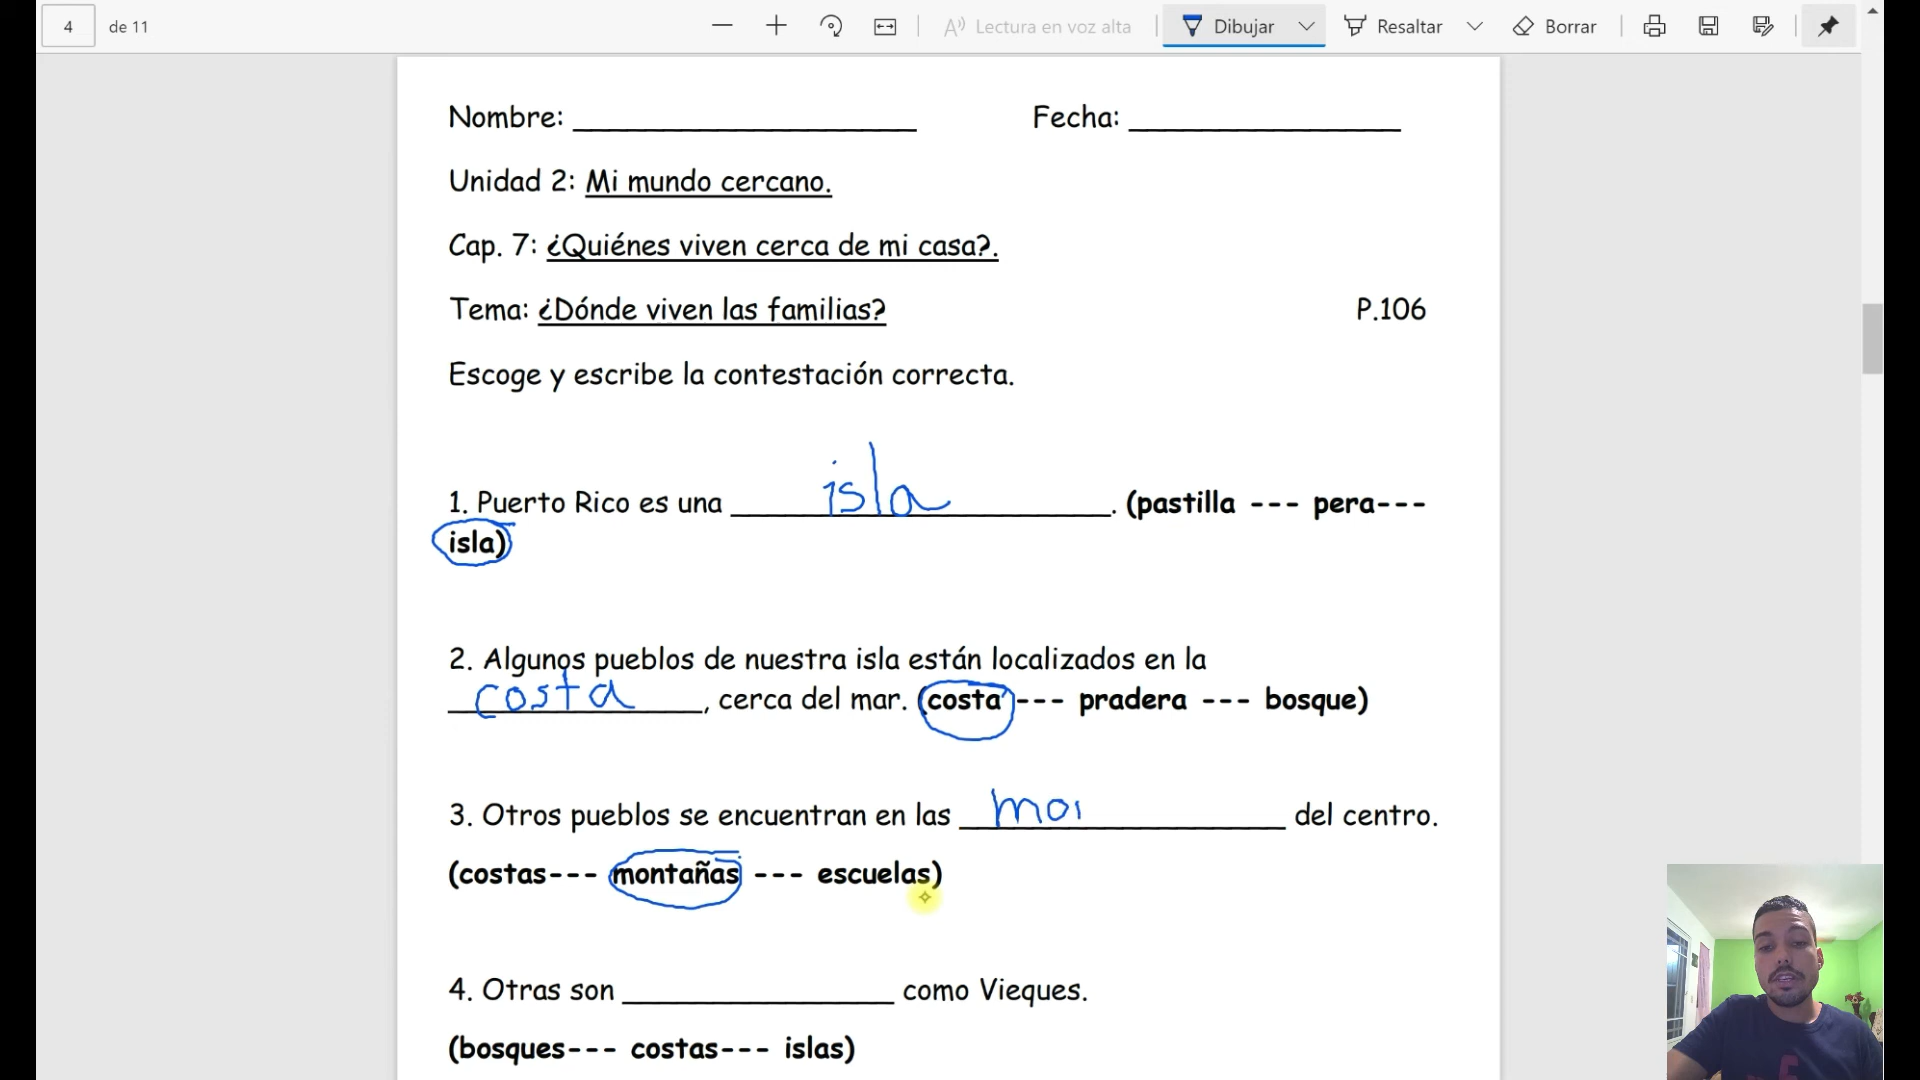 4 de 11 Lectura en voz alta Dibujar Resaltar Borrar
Nombre: ____________________ Fecha: ________________
Unidad 2: Mi mundo cercano.
Cap. 7: ¿Quiénes viven cerca de mi casa?.
Tema: ¿Dónde viven las familias? P.106
Escoge y escribe la contestación correcta.
1. Puerto Rico es una isla. (pastilla --- pera---
isla)
2. Algunos pueblos de nuestra isla están localizados en la
costa, cerca del mar. (costa --- pradera --- bosque)
3. Otros pueblos se encuentran en las mon del centro.
(costas--- montañas --- escuelas)
4. Otras son ________________ como Vieques.
(bosques--- costas--- islas)